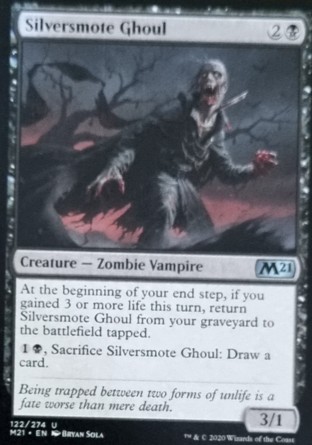 Silversmote Ghoul 2
Creature — Zombie Vampire M21
At the beginning of your end step, if you
gained 3 or more life this turn, return
Silversmote Ghoul from your graveyard to
the battlefield tapped.
1, Sacrifice Silversmote Ghoul: Draw a
card.
Being trapped between two forms of unlife is a
fate worse than mere death.
3/1
122/274 U
M21 • EN Bryan Sola ™ & © 2020 Wizards of the Coast